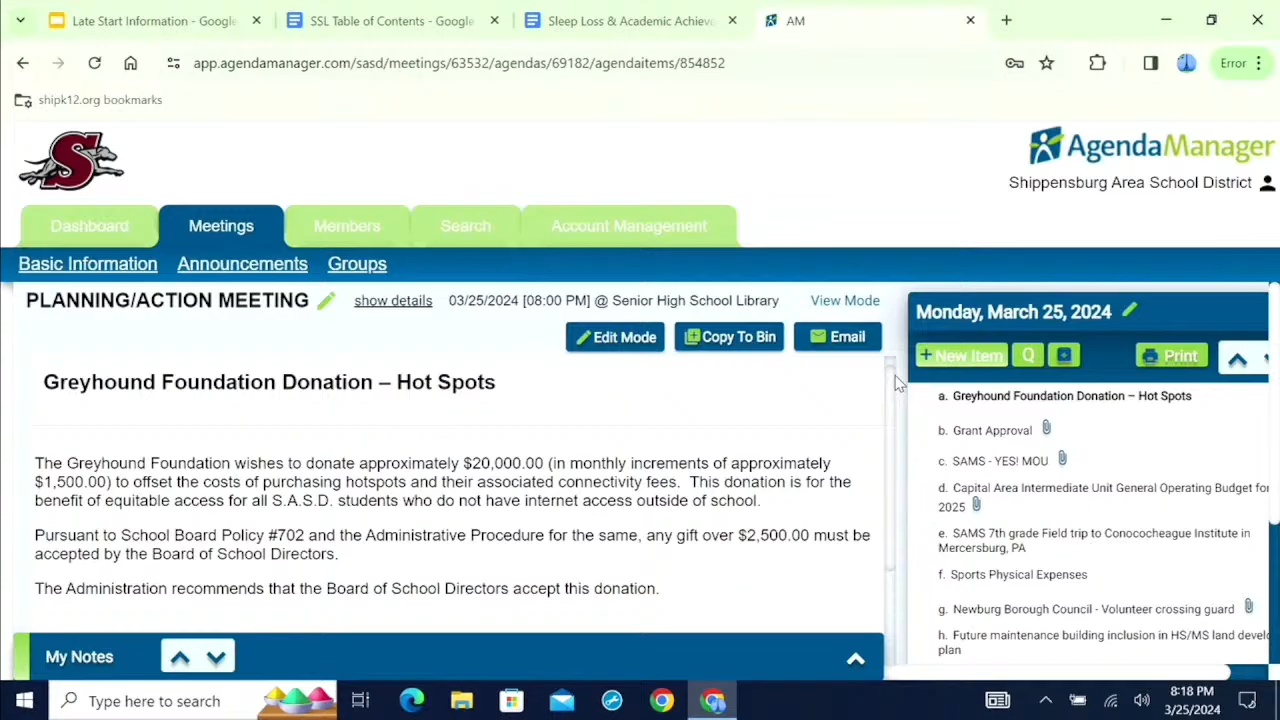 Late Start Information - Google
SSL Table of Contents - Google
Sleep Loss & Academic Achieve
AM
app.agendamanager.com/sasd/meetings/63532/agendas/69182/agendaitems/854852
Error
shipk12.org bookmarks
S
AgendaManager
Shippensburg Area School District
Dashboard
Meetings
Members
Search
Account Management
Basic Information
Announcements
Groups
PLANNING/ACTION MEETING
show details
03/25/2024 [08:00 PM] @ Senior High School Library
View Mode
Edit Mode
Copy To Bin
Email
Greyhound Foundation Donation – Hot Spots
The Greyhound Foundation wishes to donate approximately $20,000.00 (in monthly increments of approximately
$1,500.00) to offset the costs of purchasing hotspots and their associated connectivity fees. This donation is for the
benefit of equitable access for all S.A.S.D. students who do not have internet access outside of school.
Pursuant to School Board Policy #702 and the Administrative Procedure for the same, any gift over $2,500.00 must be
accepted by the Board of School Directors.
The Administration recommends that the Board of School Directors accept this donation.
My Notes
Monday, March 25, 2024
+ New Item
Q
Print
a. Greyhound Foundation Donation – Hot Spots
b. Grant Approval
c. SAMS - YES! MOU
d. Capital Area Intermediate Unit General Operating Budget for
2025
e. SAMS 7th grade Field trip to Conococheague Institute in
Mercersburg, PA
f. Sports Physical Expenses
g. Newburg Borough Council - Volunteer crossing guard
h. Future maintenance building inclusion in HS/MS land develo
plan
Type here to search
8:18 PM
3/25/2024